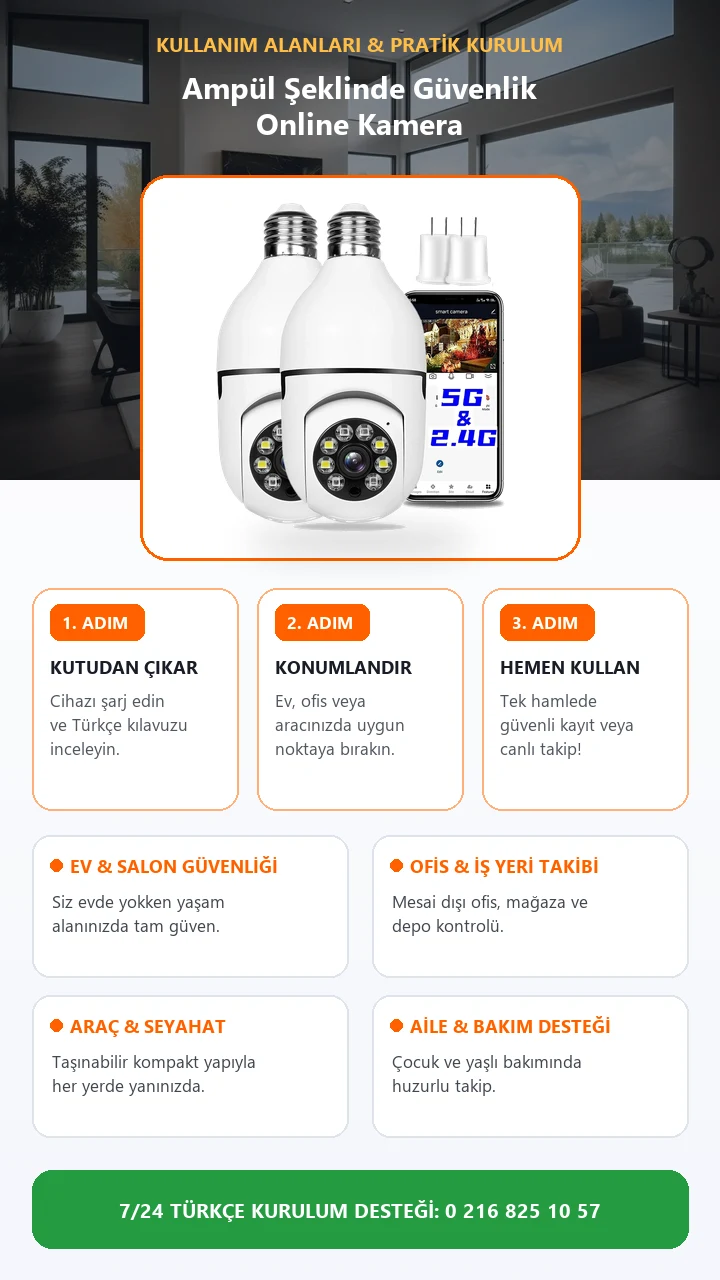 KULLANIM ALANLARI & PRATİK KURULUM
Ampül Şeklinde Güvenlik
Online Kamera
smart camera
5G
&
2.4G
1. ADIM
KUTUDAN ÇIKAR
Cihazı şarj edin
ve Türkçe kılavuzu
inceleyin.
2. ADIM
KONUMLANDIR
Ev, ofis veya
aracınızda uygun
noktaya bırakın.
3. ADIM
HEMEN KULLAN
Tek hamlede
güvenli kayıt veya
canlı takip!
EV & SALON GÜVENLİĞİ
Siz evde yokken yaşam
alanınızda tam güven.
OFİS & İŞ YERİ TAKİBİ
Mesai dışı ofis, mağaza ve
depo kontrolü.
ARAÇ & SEYAHAT
Taşınabilir kompakt yapıyla
her yerde yanınızda.
AİLE & BAKIM DESTEĞİ
Çocuk ve yaşlı bakımında
huzurlu takip.
7/24 TÜRKÇE KURULUM DESTEĞİ: 0 216 825 10 57